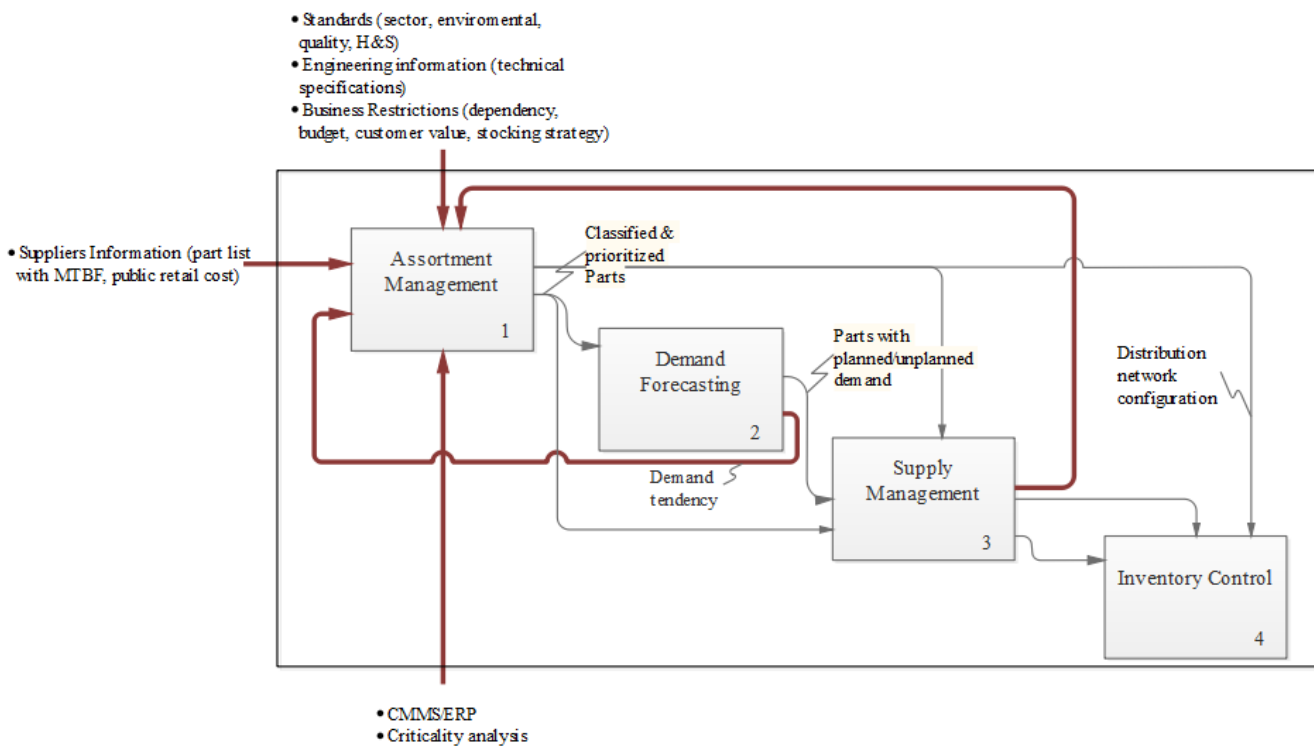 • Standards (sector, enviromental,
quality, H&S)
• Engineering information (technical
specifications)
• Business Restrictions (dependency,
budget, customer value, stocking strategy)
• Suppliers Information (part list
with MTBF, public retail cost)
Assortment
Management
1
Classified &
prioritized
Parts
Demand
Forecasting
2
Parts with
planned/unplanned
demand
Distribution
network
configuration
Demand
tendency
Supply
Management
3
Inventory Control
4
• CMMS/ERP
• Criticality analysis